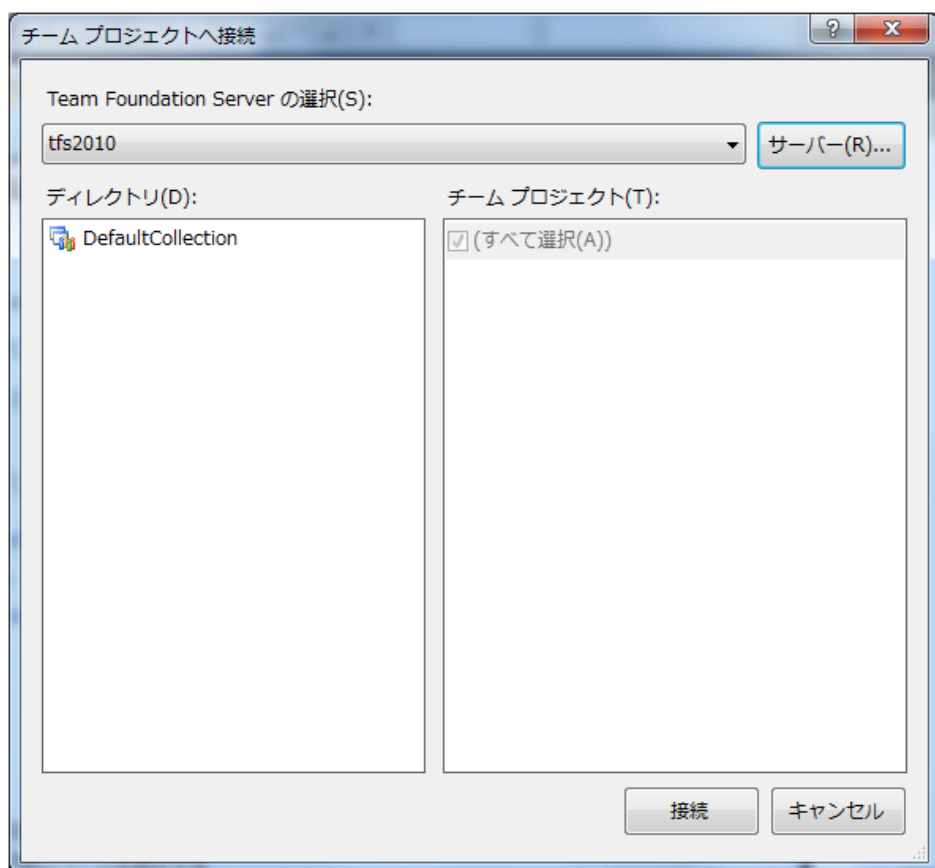 チーム プロジェクトへ接続
Team Foundation Server の選択(S):
tfs2010
サーバー(R)...
ディレクトリ(D):
チーム プロジェクト(T):
DefaultCollection
(すべて選択(A))
接続
キャンセル